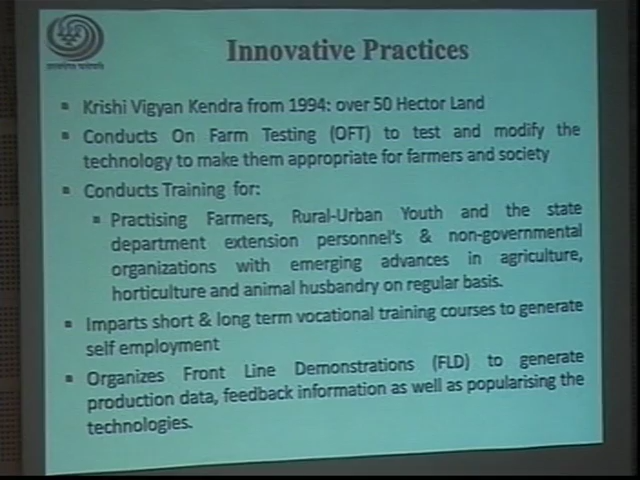 Innovative Practices
▪ Krishi Vigyan Kendra from 1994: over 50 Hector Land
▪ Conducts On Farm Testing (OFT) to test and modify the
technology to make them appropriate for farmers and society
▪ Conducts Training for:
▪ Practising Farmers, Rural-Urban Youth and the state
department extension personnel's & non-governmental
organizations with emerging advances in agriculture,
horticulture and animal husbandry on regular basis.
▪ Imparts short & long term vocational training courses to generate
self employment
▪ Organizes Front Line Demonstrations (FLD) to generate
production data, feedback information as well as popularising the
technologies.